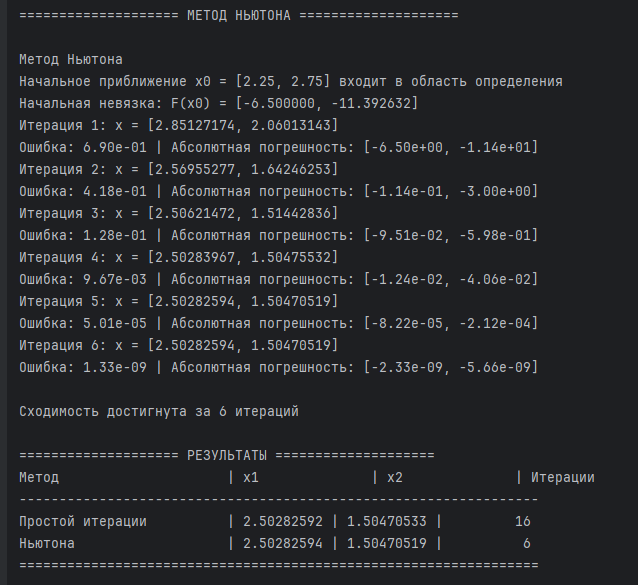 ==================== МЕТОД НЬЮТОНА ====================
Метод Ньютона
Начальное приближение x0 = [2.25, 2.75] входит в область определения
Начальная невязка: F(x0) = [-6.500000, -11.392632]
Итерация 1: x = [2.85127174, 2.06013143]
Ошибка: 6.90e-01 | Абсолютная погрешность: [-6.50e+00, -1.14e+01]
Итерация 2: x = [2.56955277, 1.64246253]
Ошибка: 4.18e-01 | Абсолютная погрешность: [-1.14e-01, -3.00e+00]
Итерация 3: x = [2.50621472, 1.51442836]
Ошибка: 1.28e-01 | Абсолютная погрешность: [-9.51e-02, -5.98e-01]
Итерация 4: x = [2.50283967, 1.50475532]
Ошибка: 9.67e-03 | Абсолютная погрешность: [-1.24e-02, -4.06e-02]
Итерация 5: x = [2.50282594, 1.50470519]
Ошибка: 5.01e-05 | Абсолютная погрешность: [-8.22e-05, -2.12e-04]
Итерация 6: x = [2.50282594, 1.50470519]
Ошибка: 1.33e-09 | Абсолютная погрешность: [-2.33e-09, -5.66e-09]
Сходимость достигнута за 6 итераций
==================== РЕЗУЛЬТАТЫ ====================
Метод | x1 | x2 | Итерации
-----------------------------------------------------------------
Простой итерации | 2.50282592 | 1.50470533 | 16
Ньютона | 2.50282594 | 1.50470519 | 6
=================================================================